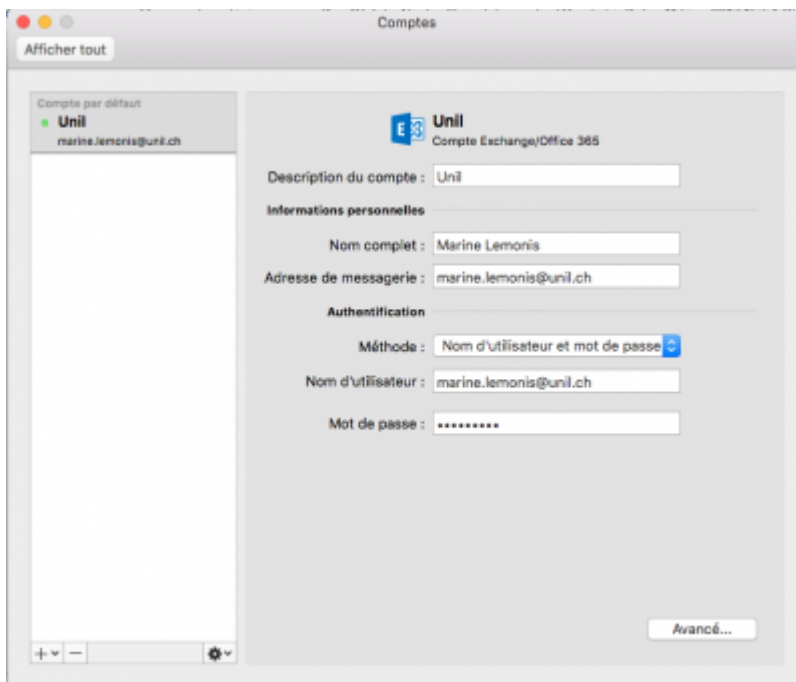 Comptes
Afficher tout
Compte par défaut
Unil
marine.lemonis@unil.ch
Unil
Compte Exchange/Office 365
Description du compte : Unil
Informations personnelles
Nom complet : Marine Lemonis
Adresse de messagerie : marine.lemonis@unil.ch
Authentification
Méthode : Nom d'utilisateur et mot de passe
Nom d'utilisateur : marine.lemonis@unil.ch
Mot de passe : •••••••••
Avancé...